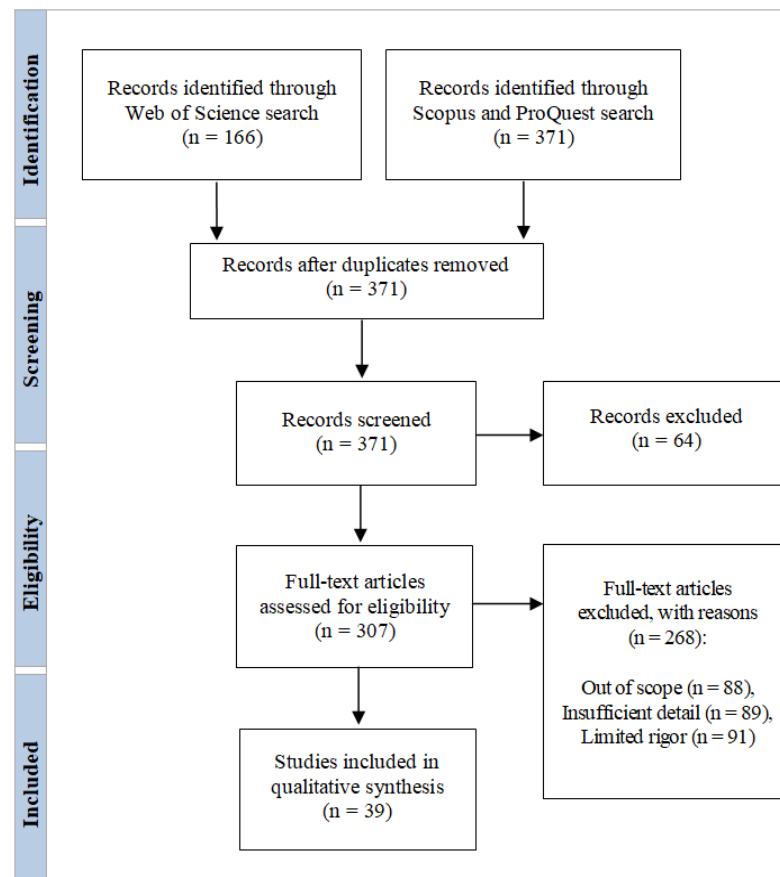 Identification
Records identified through
Web of Science search
(n = 166)
Records identified through
Scopus and ProQuest search
(n = 371)
Screening
Records after duplicates removed
(n = 371)
Records screened
(n = 371)
Records excluded
(n = 64)
Eligibility
Full-text articles
assessed for eligibility
(n = 307)
Full-text articles
excluded, with reasons
(n = 268):
Out of scope (n = 88),
Insufficient detail (n = 89),
Limited rigor (n = 91)
Included
Studies included in
qualitative synthesis
(n = 39)